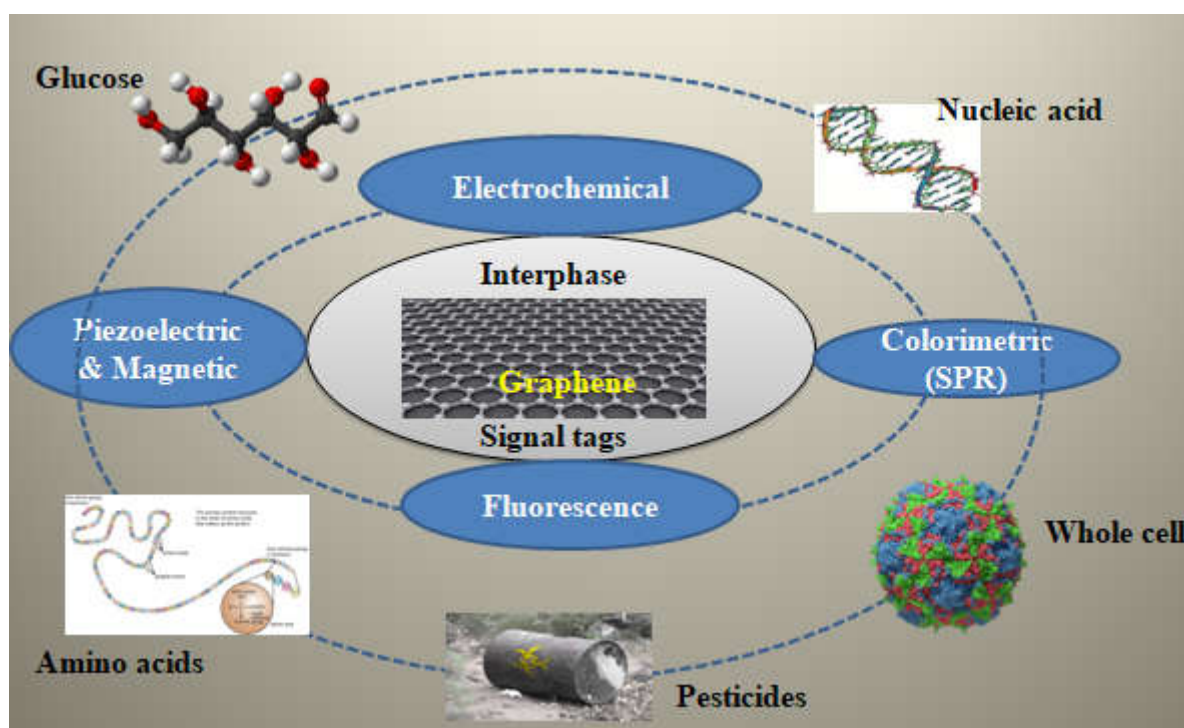 Glucose
Nucleic acid
Electrochemical
Interphase
Piezoelectric
& Magnetic
Colorimetric
(SPR)
Graphene
Signal tags
Fluorescence
Whole cell
Amino acids
Pesticides